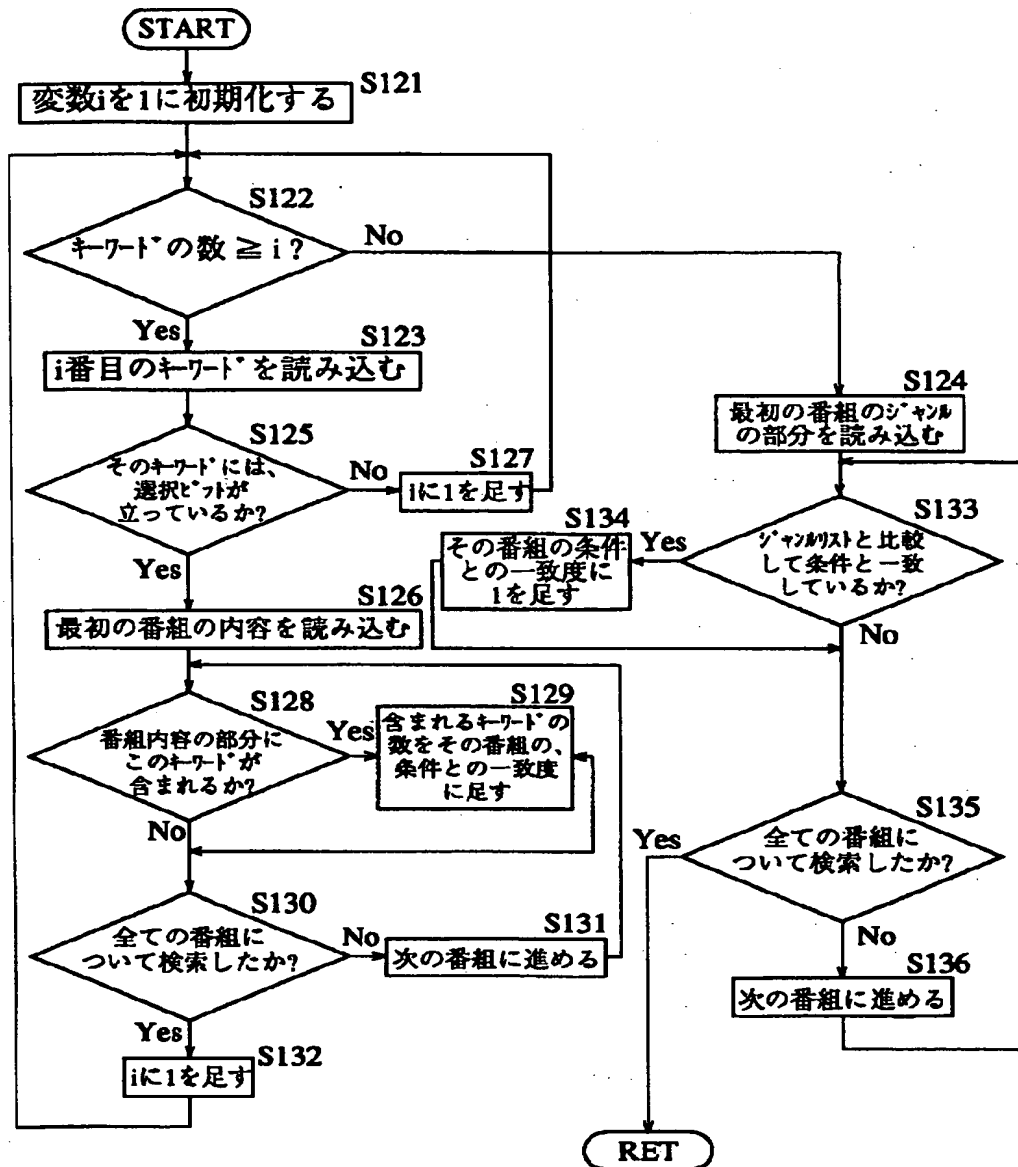 START
S121
変数iを1に初期化する
S122
ｷｰﾜｰﾄﾞの数 ≧ i?
No
Yes
S123
i番目のｷｰﾜｰﾄﾞを読み込む
S125
そのｷｰﾜｰﾄﾞには、
選択ﾋﾞｯﾄが
立っているか?
No
S127
iに1を足す
Yes
S126
最初の番組の内容を読み込む
S128
番組内容の部分に
このｷｰﾜｰﾄﾞが
含まれるか?
Yes
S129
含まれるｷｰﾜｰﾄﾞの
数をその番組の、
条件との一致度
に足す
No
S130
全ての番組に
ついて検索したか?
No
S131
次の番組に進める
Yes
S132
iに1を足す
S124
最初の番組のｼﾞｬﾝﾙ
の部分を読み込む
S133
ｼﾞｬﾝﾙﾘｽﾄと比較
して条件と一致
しているか?
Yes
S134
その番組の条件
との一致度に
1を足す
No
S135
全ての番組に
ついて検索したか?
Yes
No
S136
次の番組に進める
RET